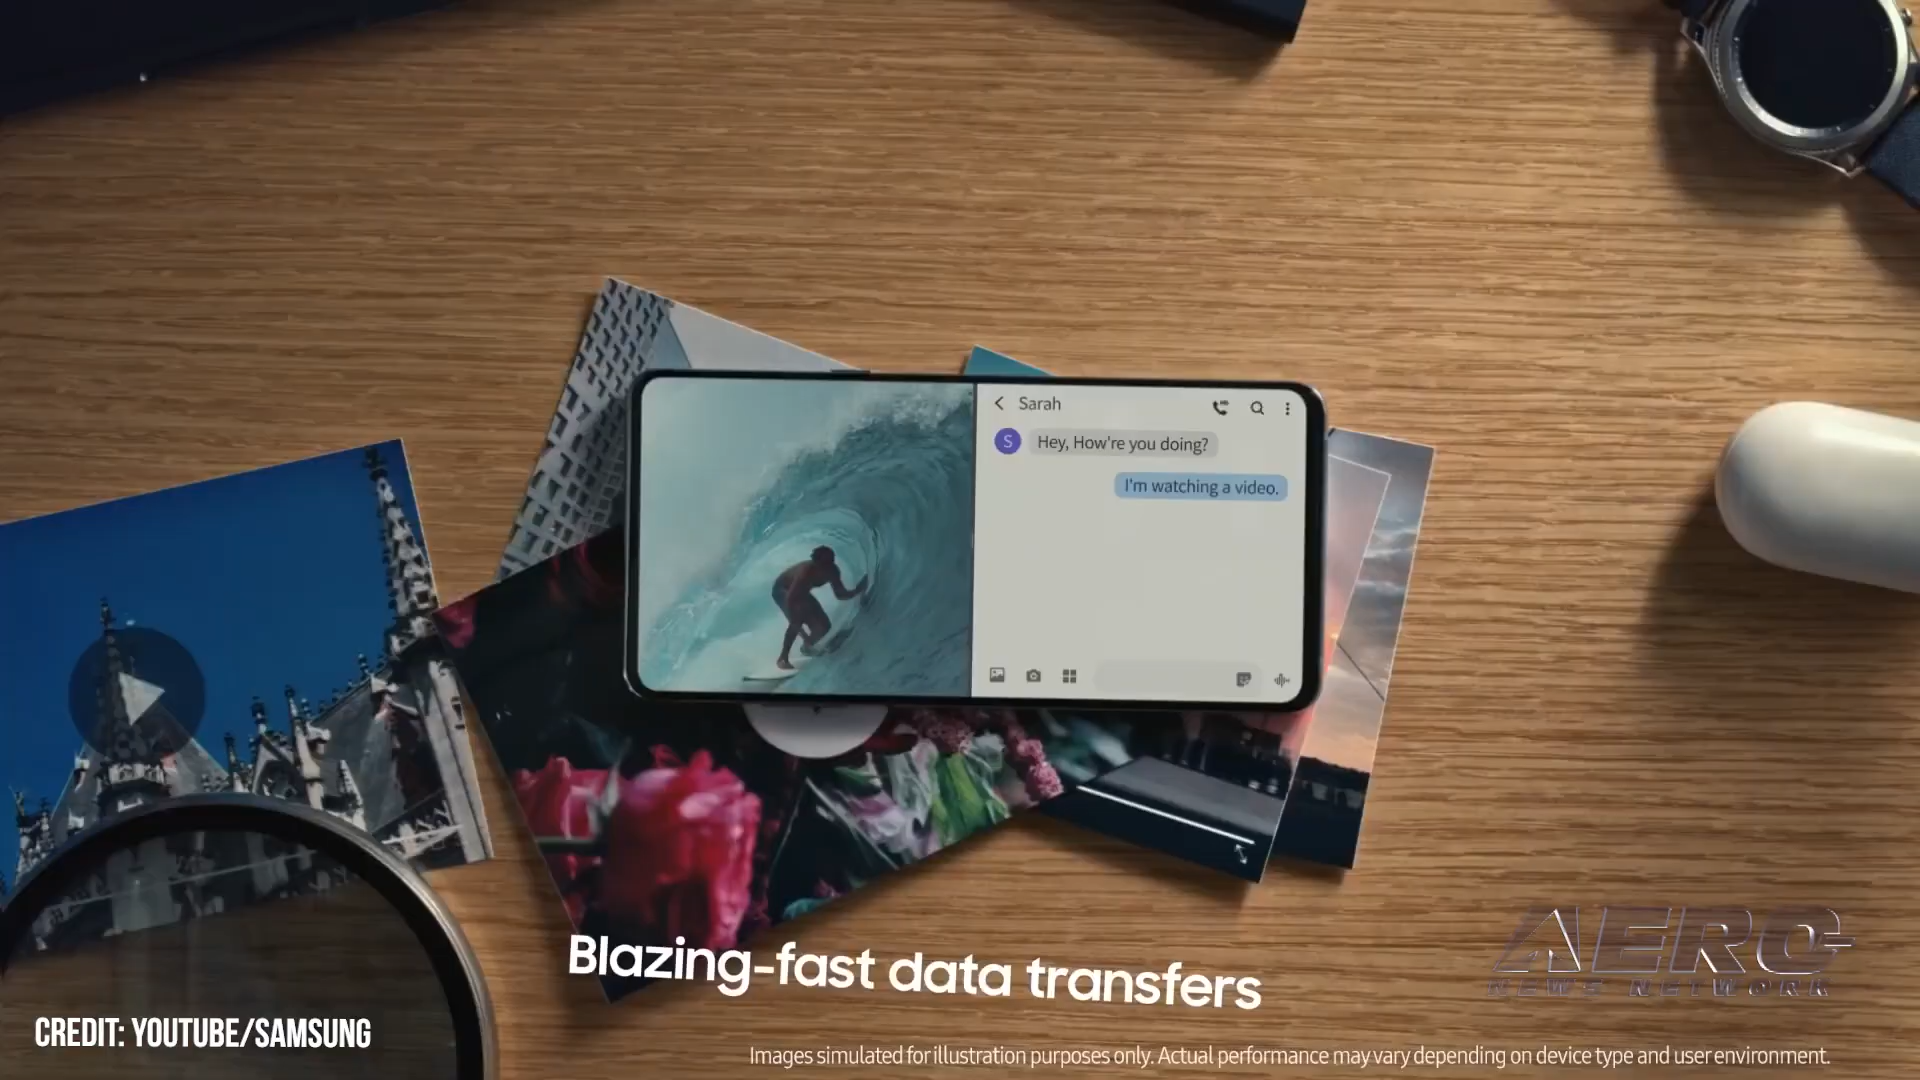 Sarah
S
Hey, How're you doing?
I'm watching a video.
Blazing-fast data transfers
AERO
NEWS NETWORK
CREDIT: YOUTUBE/SAMSUNG
Images simulated for illustration purposes only. Actual performance may vary depending on device type and user environment.